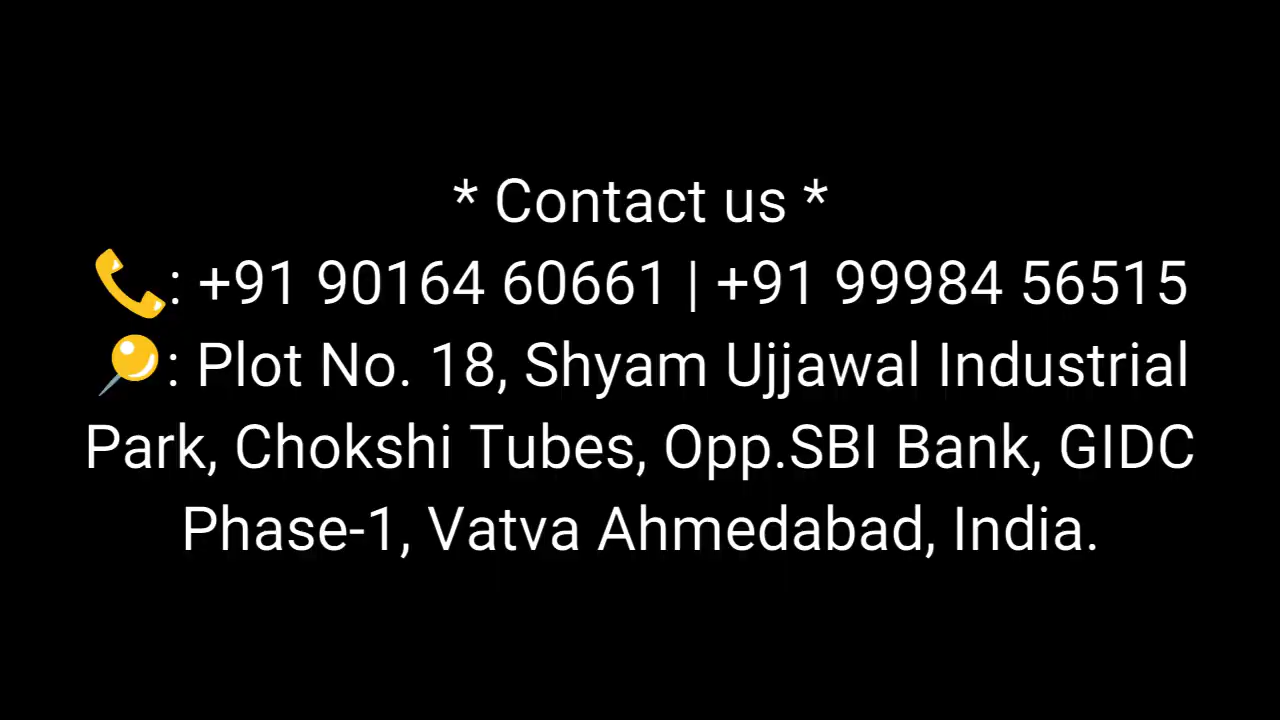 * Contact us *
📞: +91 90164 60661 | +91 99984 56515
📍: Plot No. 18, Shyam Ujjawal Industrial
Park, Chokshi Tubes, Opp.SBI Bank, GIDC
Phase-1, Vatva Ahmedabad, India.